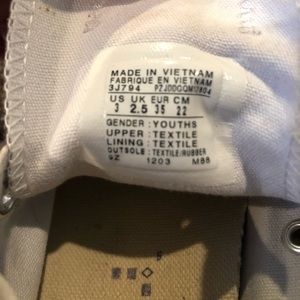 MADE IN VIETNAM
FABRIQUE EN VIETNAM
3J794
US UK EUR CM
3 2.5 35 22
GENDER : YOUTHS
UPPER : TEXTILE
LINING : TEXTILE
OUTSOLE : TEXTILE/RUBBER
1203 M88